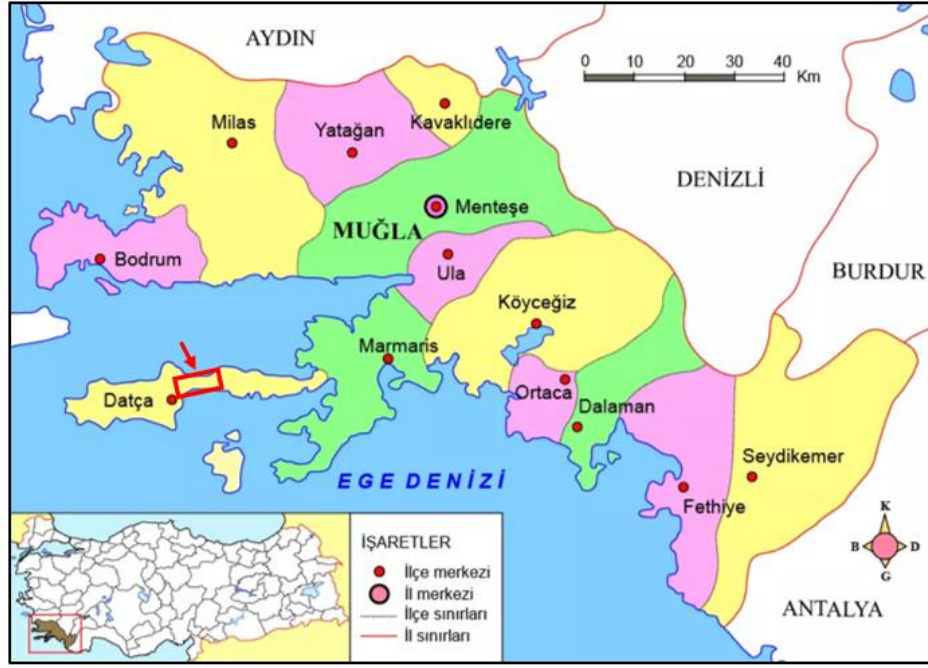 AYDIN
0 10 20 30 40
Km
Kavaklıdere
Milas
Yatağan
DENİZLİ
Menteşe
MUĞLA
Bodrum
Ula
BURDUR
Köyceğiz
Marmaris
Datça
Ortaca
Dalaman
Seydikemer
EGE DENİZİ
Fethiye
K
B D
G
İŞARETLER
İlçe merkezi
İl merkezi
İlçe sınırları
İl sınırları
ANTALYA